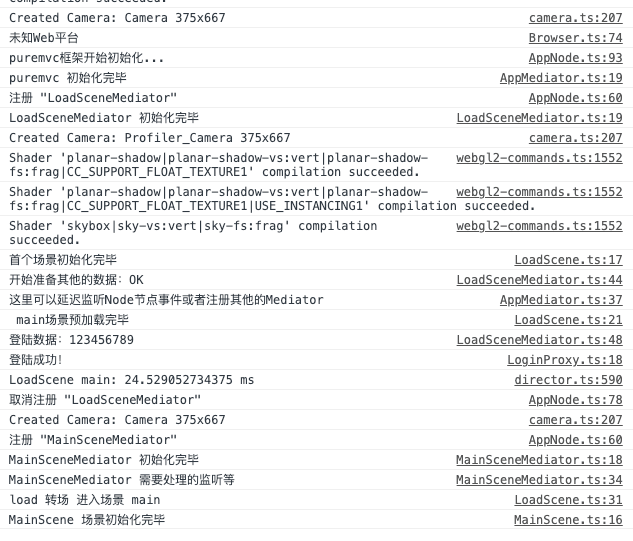 compilation succeeded.
Created Camera: Camera 375x667 camera.ts:207
未知Web平台 Browser.ts:74
puremvc框架开始初始化... AppNode.ts:93
puremvc 初始化完毕 AppMediator.ts:19
注册 "LoadSceneMediator" AppNode.ts:60
LoadSceneMediator 初始化完毕 LoadSceneMediator.ts:19
Created Camera: Profiler_Camera 375x667 camera.ts:207
Shader 'planar-shadow|planar-shadow-vs:vert|planar-shadow- webgl2-commands.ts:1552
fs:frag|CC_SUPPORT_FLOAT_TEXTURE1' compilation succeeded.
Shader 'planar-shadow|planar-shadow-vs:vert|planar-shadow- webgl2-commands.ts:1552
fs:frag|CC_SUPPORT_FLOAT_TEXTURE1|USE_INSTANCING1' compilation succeeded.
Shader 'skybox|sky-vs:vert|sky-fs:frag' compilation webgl2-commands.ts:1552
succeeded.
首个场景初始化完毕 LoadScene.ts:17
开始准备其他的数据：OK LoadSceneMediator.ts:44
这里可以延迟监听Node节点事件或者注册其他的Mediator AppMediator.ts:37
main场景预加载完毕 LoadScene.ts:21
登陆数据：123456789 LoadSceneMediator.ts:48
登陆成功！ LoginProxy.ts:18
LoadScene main: 24.529052734375 ms director.ts:590
取消注册 "LoadSceneMediator" AppNode.ts:78
Created Camera: Camera 375x667 camera.ts:207
注册 "MainSceneMediator" AppNode.ts:60
MainSceneMediator 初始化完毕 MainSceneMediator.ts:18
MainSceneMediator 需要处理的监听等 MainSceneMediator.ts:34
load 转场 进入场景 main LoadScene.ts:31
MainScene 场景初始化完毕 MainScene.ts:16